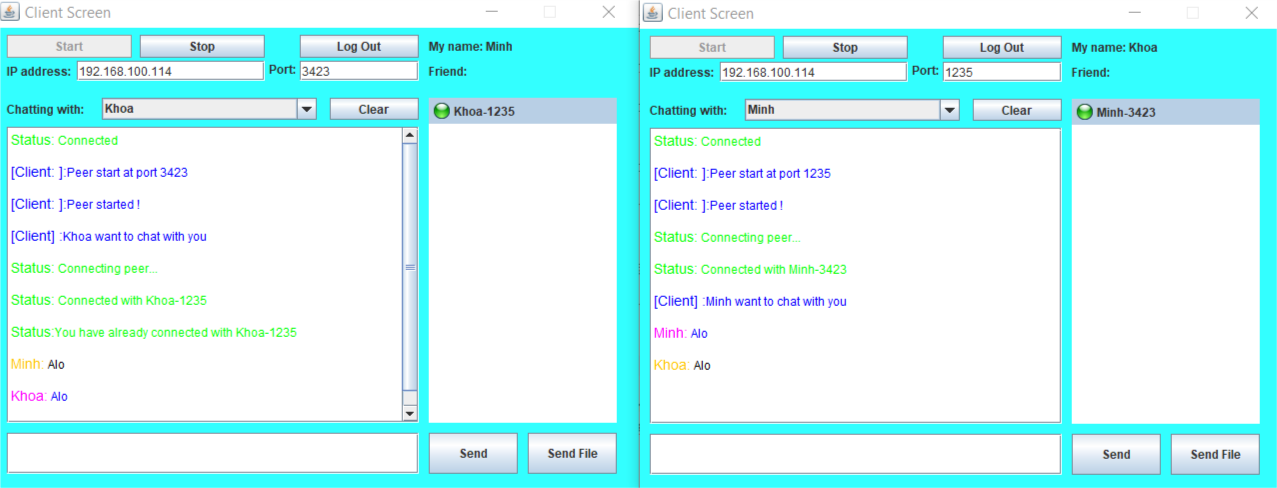 Client Screen
Start Stop Log Out My name: Minh
IP address: 192.168.100.114 Port: 3423 Friend:
Chatting with: Khoa Clear Khoa-1235
Status: Connected
[Client: ]:Peer start at port 3423
[Client: ]:Peer started !
[Client] :Khoa want to chat with you
Status: Connecting peer...
Status: Connected with Khoa-1235
Status:You have already connected with Khoa-1235
Minh: Alo
Khoa: Alo
Send Send File
Client Screen
Start Stop Log Out My name: Khoa
IP address: 192.168.100.114 Port: 1235 Friend:
Chatting with: Minh Clear Minh-3423
Status: Connected
[Client: ]:Peer start at port 1235
[Client: ]:Peer started !
Status: Connecting peer...
Status: Connected with Minh-3423
[Client] :Minh want to chat with you
Minh: Alo
Khoa: Alo
Send Send File